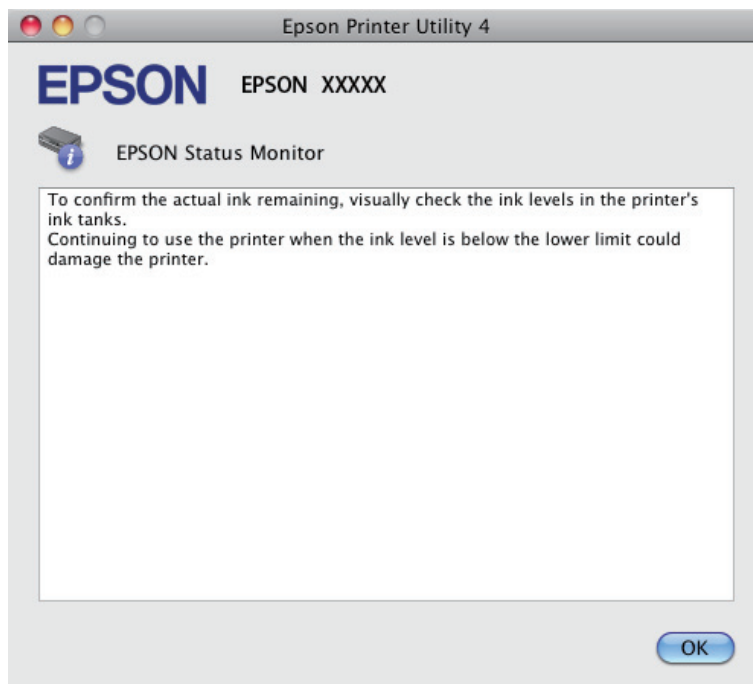 Epson Printer Utility 4
EPSON EPSON XXXXX
i
EPSON Status Monitor
To confirm the actual ink remaining, visually check the ink levels in the printer's
ink tanks.
Continuing to use the printer when the ink level is below the lower limit could
damage the printer.
OK